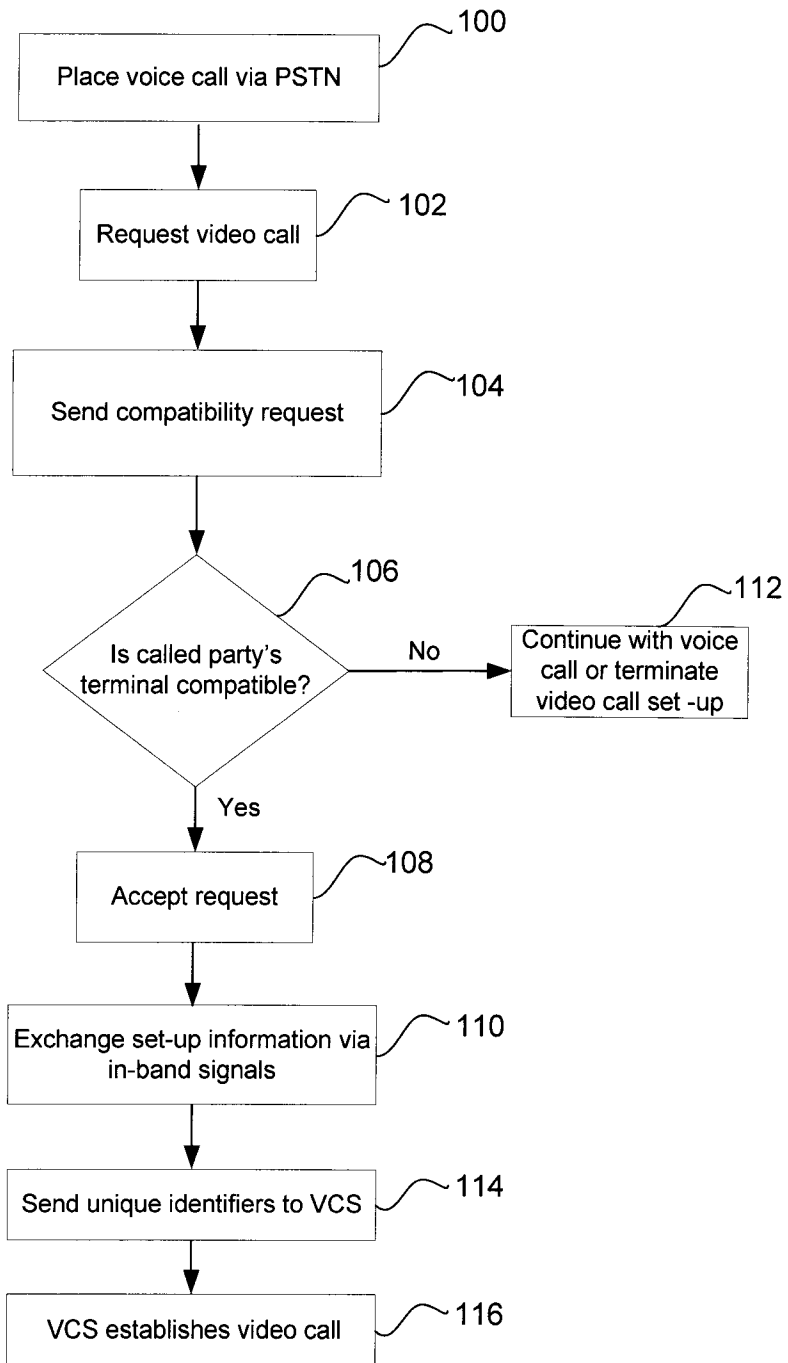 100
Place voice call via PSTN
102
Request video call
104
Send compatibility request
106
Is called party's
terminal compatible?
No
112
Continue with voice
call or terminate
video call set -up
Yes
108
Accept request
110
Exchange set-up information via
in-band signals
114
Send unique identifiers to VCS
116
VCS establishes video call